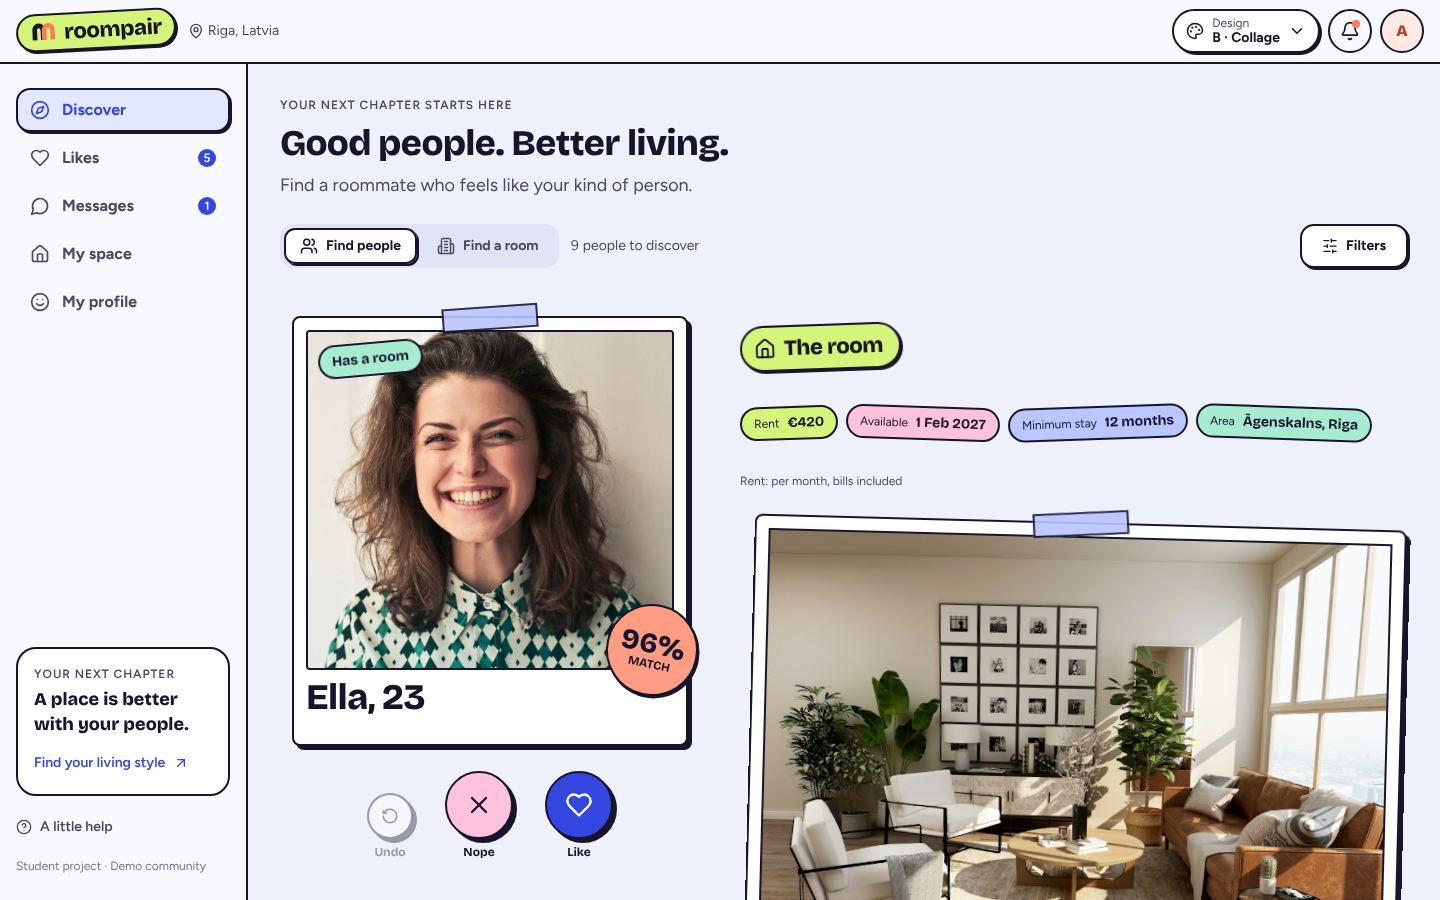 roompair
Riga, Latvia
Design
B · Collage
A
Discover
Likes
5
Messages
1
My space
My profile
YOUR NEXT CHAPTER
A place is better
with your people.
Find your living style
A little help
Student project · Demo community
YOUR NEXT CHAPTER STARTS HERE
Good people. Better living.
Find a roommate who feels like your kind of person.
Find people
Find a room
9 people to discover
Filters
Has a room
96%
MATCH
Ella, 23
Undo
Nope
Like
The room
Rent €420
Available 1 Feb 2027
Minimum stay 12 months
Area Āgenskalns, Riga
Rent: per month, bills included